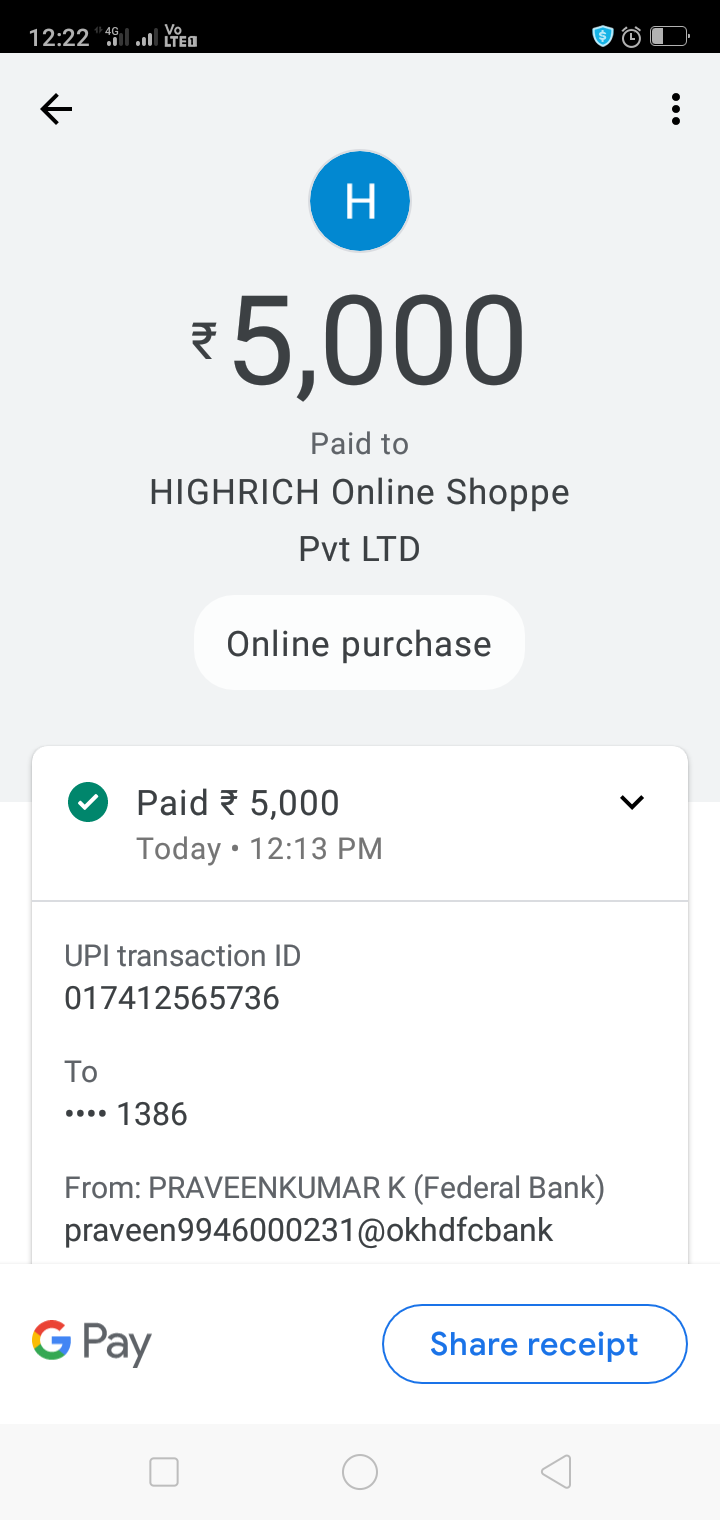 12:22 4G Vo LTE 1
H
₹5,000
Paid to
HIGHRICH Online Shoppe
Pvt LTD
Online purchase
Paid ₹ 5,000
Today • 12:13 PM
UPI transaction ID
017412565736
To
•••• 1386
From: PRAVEENKUMAR K (Federal Bank)
praveen9946000231@okhdfcbank
G Pay
Share receipt